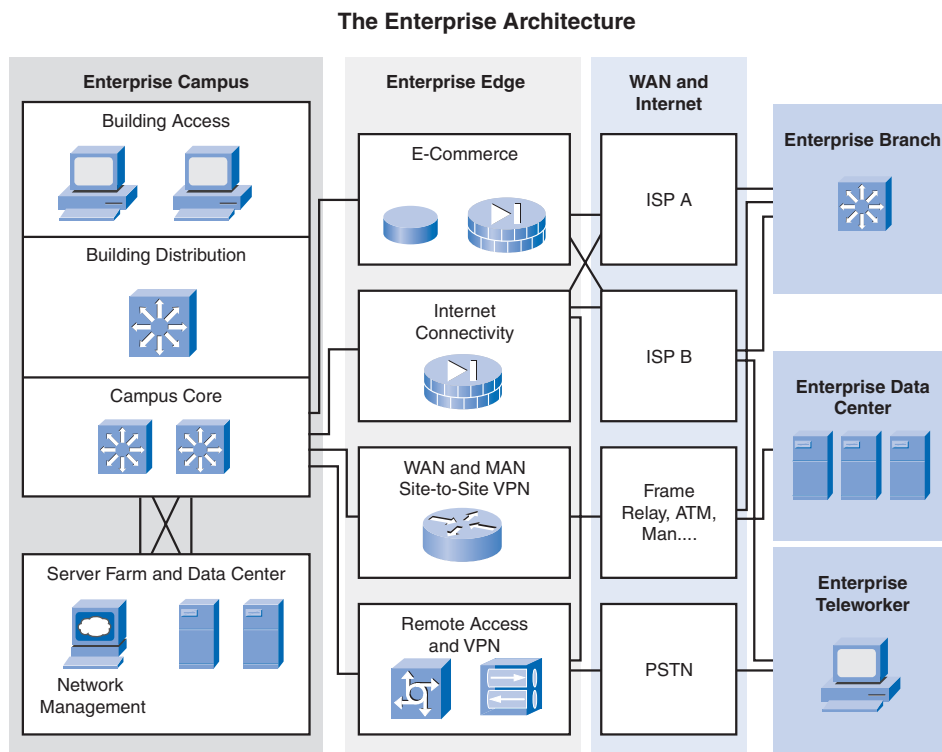 The Enterprise Architecture
Enterprise Campus
Building Access
Building Distribution
Campus Core
Server Farm and Data Center
Network
Management
Enterprise Edge
E-Commerce
Internet
Connectivity
WAN and MAN
Site-to-Site VPN
Remote Access
and VPN
WAN and
Internet
ISP A
ISP B
Frame
Relay, ATM,
Man....
PSTN
Enterprise Branch
Enterprise Data
Center
Enterprise
Teleworker